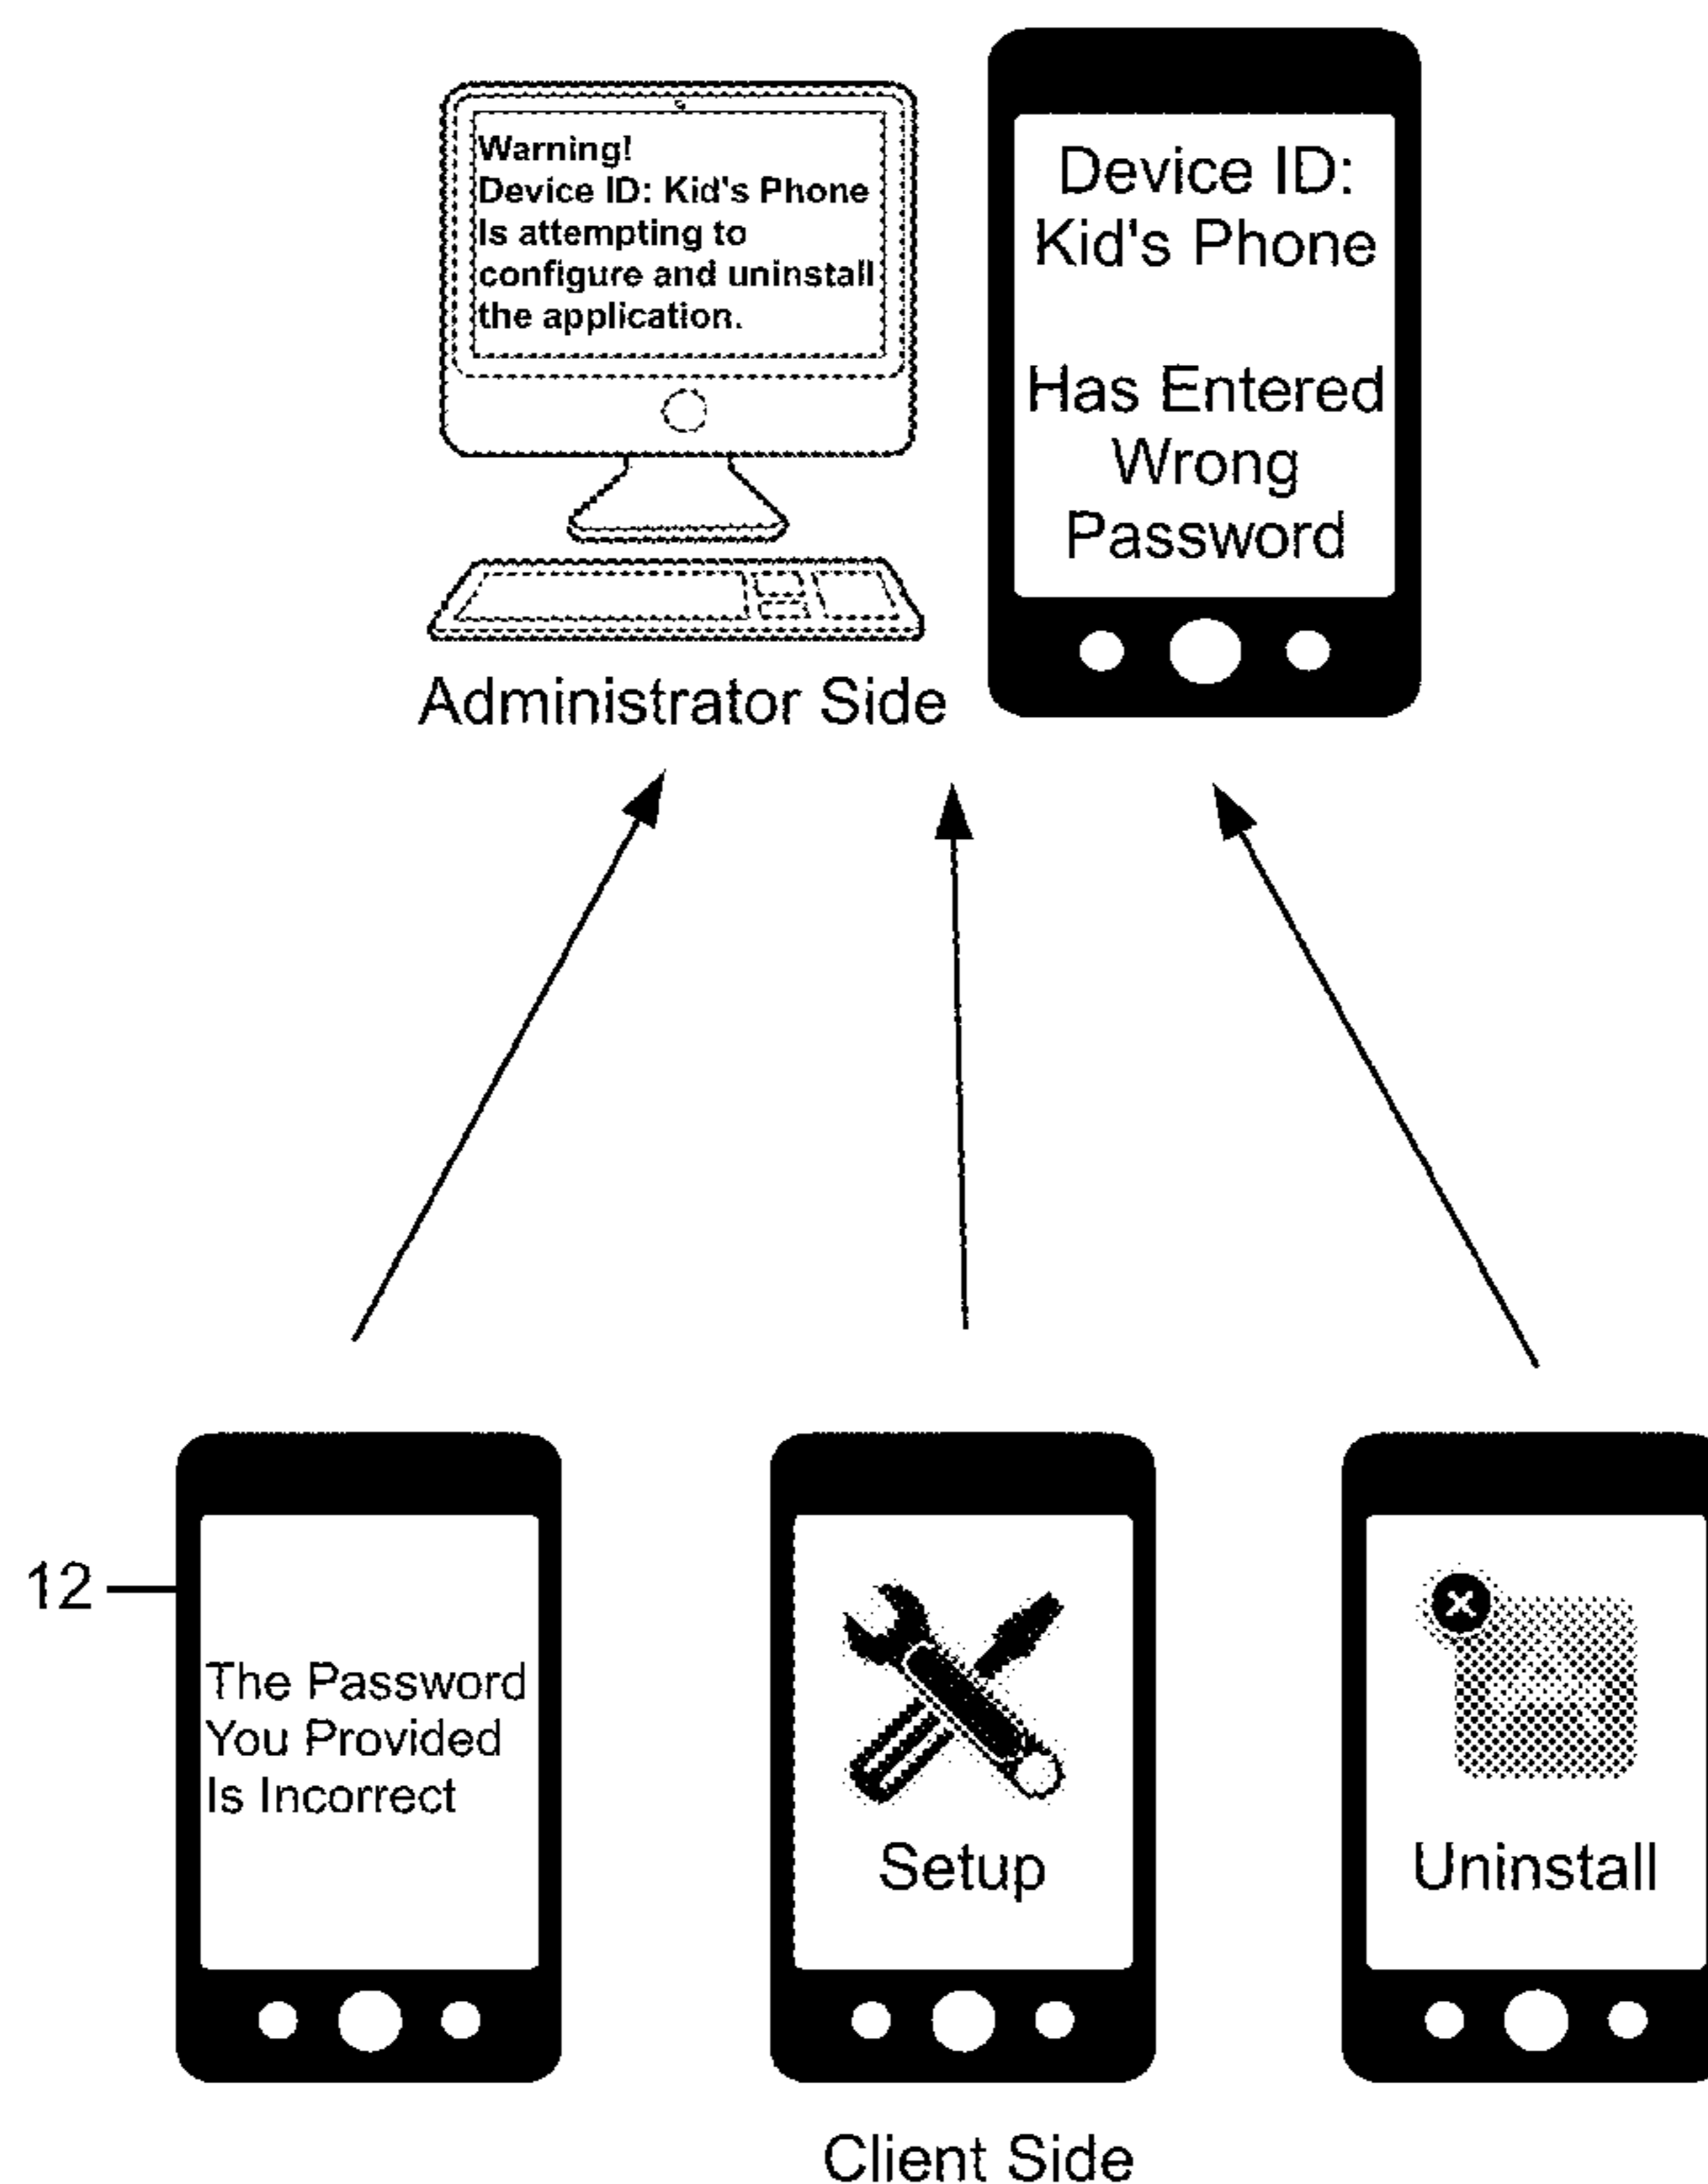 Warning!
Device ID: Kid's Phone
Is attempting to
configure and uninstall
the application.
Device ID:
Kid's Phone
Has Entered
Wrong
Password
Administrator Side
12
The Password
You Provided
Is Incorrect
Setup
Uninstall
Client Side